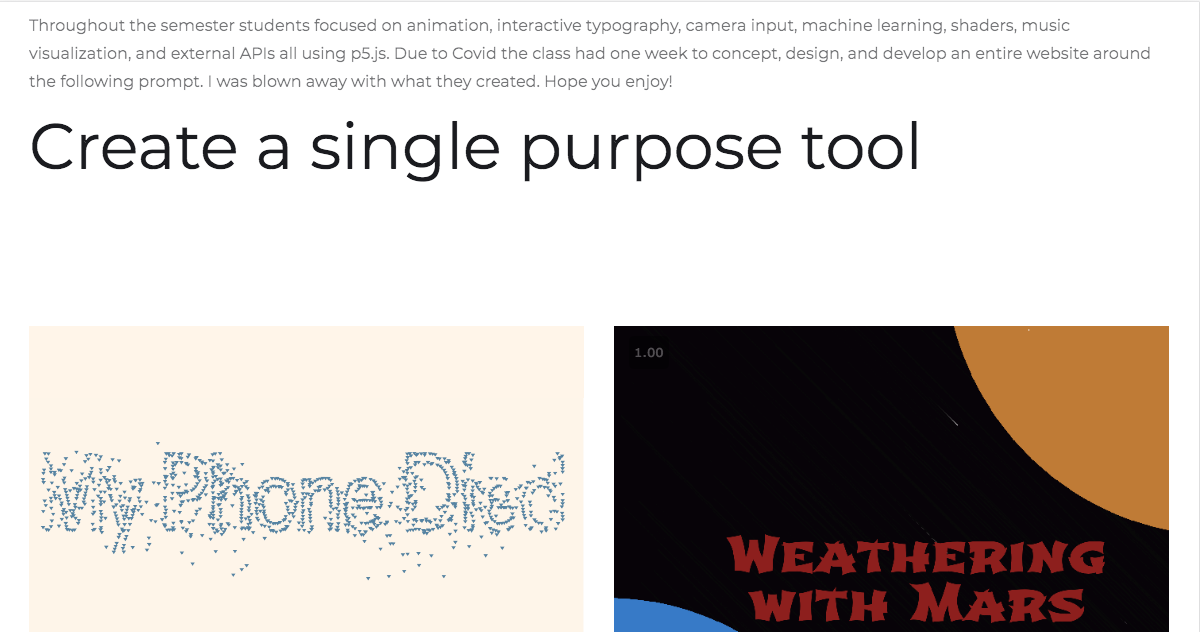 Throughout the semester students focused on animation, interactive typography, camera input, machine learning, shaders, music
visualization, and external APIs all using p5.js. Due to Covid the class had one week to concept, design, and develop an entire website around
the following prompt. I was blown away with what they created. Hope you enjoy!
Create a single purpose tool
My Phone Died
1.00
WEATHERING
WITH MARS